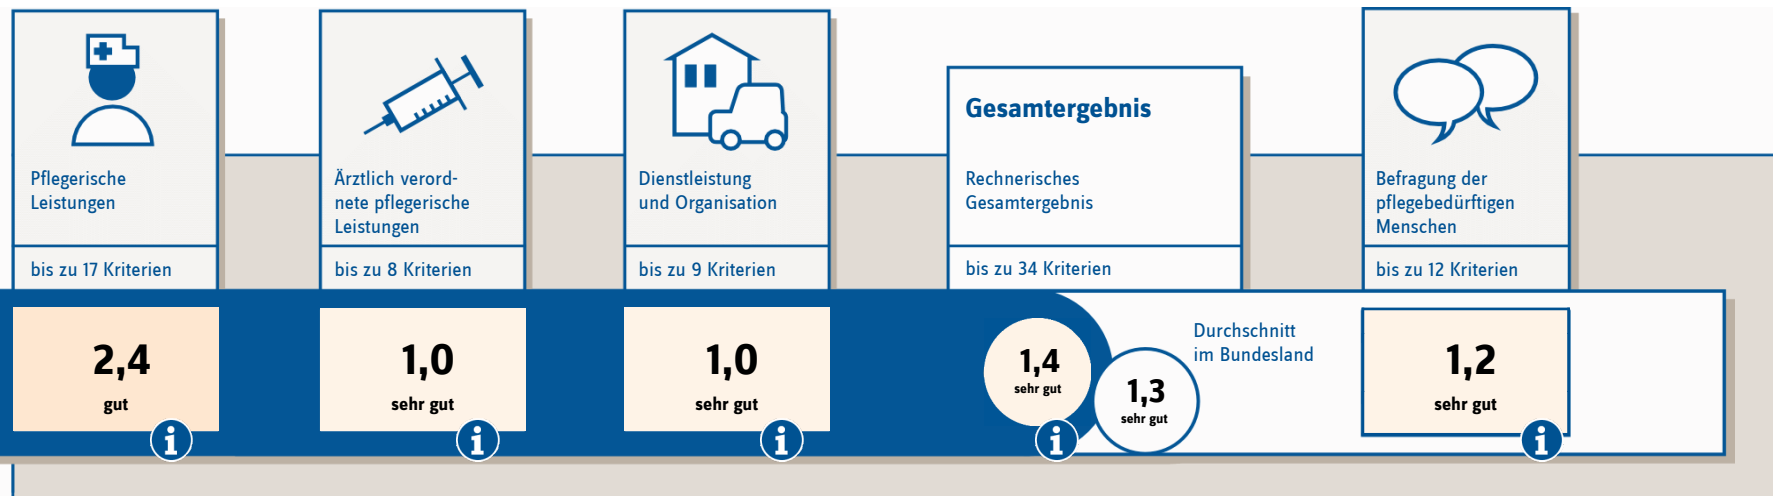 Pflegerische
Leistungen
bis zu 17 Kriterien
2,4
gut
Ärztlich verord-
nete pflegerische
Leistungen
bis zu 8 Kriterien
1,0
sehr gut
Dienstleistung
und Organisation
bis zu 9 Kriterien
1,0
sehr gut
Gesamtergebnis
Rechnerisches
Gesamtergebnis
bis zu 34 Kriterien
1,4
sehr gut
1,3
sehr gut
Durchschnitt
im Bundesland
Befragung der
pflegebedürftigen
Menschen
bis zu 12 Kriterien
1,2
sehr gut